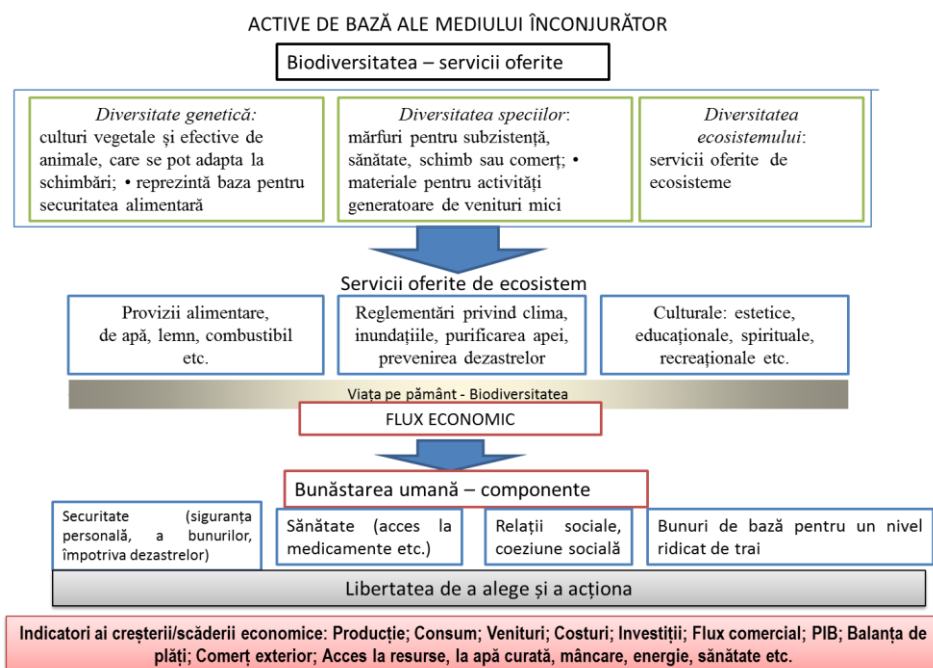 ACTIVE DE BAZĂ ALE MEDIULUI ÎNCONJURĂTOR
Biodiversitatea – servicii oferite
Diversitate genetică:
culturi vegetale și efective de
animale, care se pot adapta la
schimbări; • reprezintă baza pentru
securitatea alimentară
Diversitatea speciilor:
mărfuri pentru subzistență,
sănătate, schimb sau comerț; •
materiale pentru activități
generatoare de venituri mici
Diversitatea
ecosistemului:
servicii oferite de
ecosisteme
Servicii oferite de ecosistem
Provizii alimentare,
de apă, lemn, combustibil
etc.
Reglementări privind clima,
inundațiile, purificarea apei,
prevenirea dezastrelor
Culturale: estetice,
educaționale, spirituale,
recreaționale etc.
Viața pe pământ - Biodiversitatea
FLUX ECONOMIC
Bunăstarea umană – componente
Securitate (siguranța
personală, a bunurilor,
împotriva dezastrelor)
Sănătate (acces la
medicamente etc.)
Relații sociale,
coeziune socială
Bunuri de bază pentru un nivel
ridicat de trai
Libertatea de a alege și a acționa
Indicatori ai creșterii/scăderii economice: Producție; Consum; Venituri; Costuri; Investiții; Flux comercial; PIB; Balanța de
plăți; Comerț exterior; Acces la resurse, la apă curată, mâncare, energie, sănătate etc.